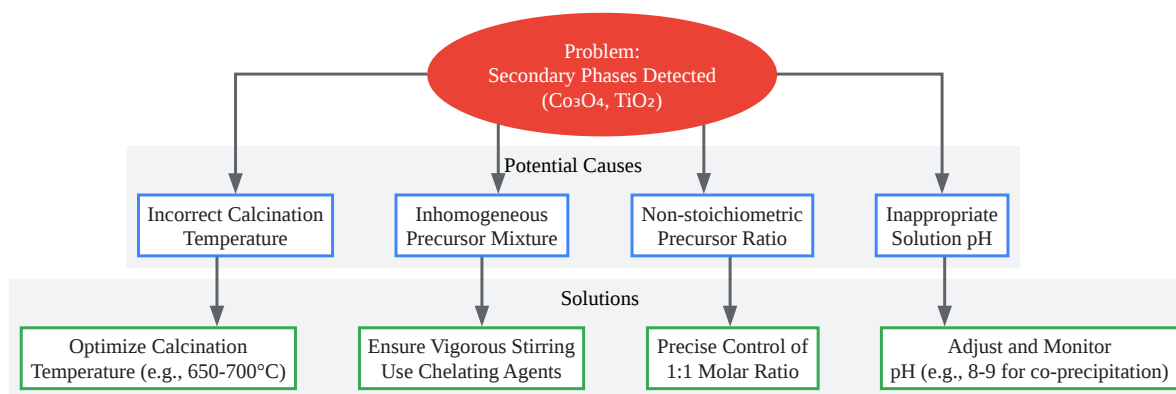 Problem:
Secondary Phases Detected
(Co₃O₄, TiO₂)
Potential Causes
Incorrect Calcination
Temperature
Inhomogeneous
Precursor Mixture
Non-stoichiometric
Precursor Ratio
Inappropriate
Solution pH
Solutions
Optimize Calcination
Temperature (e.g., 650-700°C)
Ensure Vigorous Stirring
Use Chelating Agents
Precise Control of
1:1 Molar Ratio
Adjust and Monitor
pH (e.g., 8-9 for co-precipitation)